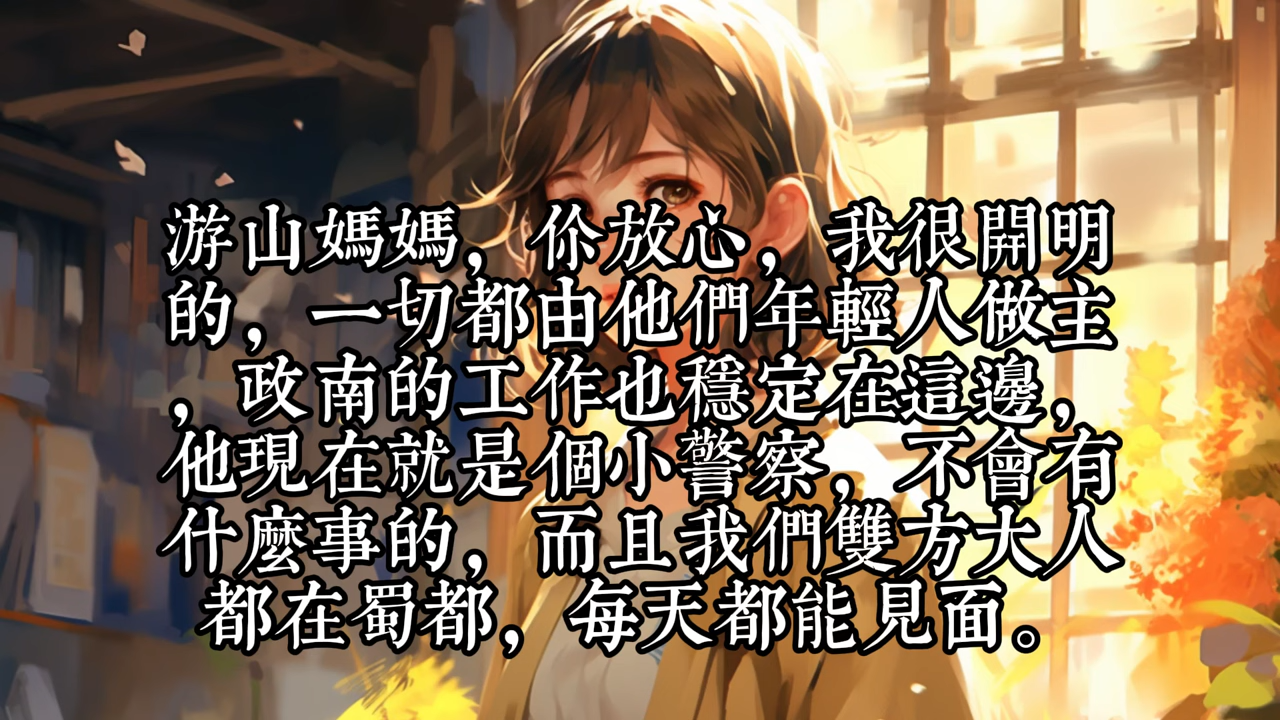 游山媽媽，你放心，我很開明
的，一切都由他們年輕人做主
，政南的工作也穩定在這邊，
他現在就是個小警察，不會有
什麼事的，而且我們雙方大人
都在蜀都，每天都能見面。